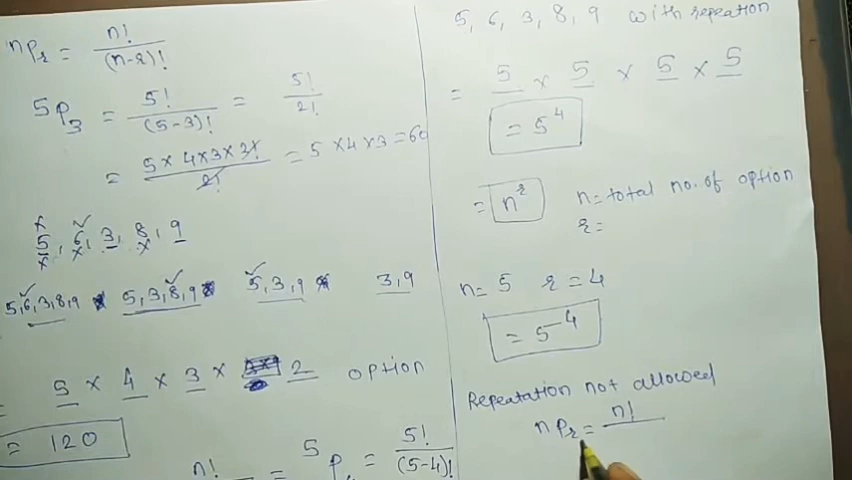 nPr = n! / (n-r)!
5P3 = 5! / (5-3)! = 5! / 2!
= 5 × 4 × 3 × 2! / 2! = 5 × 4 × 3 = 60
5, 6, 3, 8, 9
5,6,3,8,9 5,3,8,9 5,3,9 3,9
5 × 4 × 3 × 2 option
= 120
n! = 5P = 5! / (5-4)!
5, 6, 3, 8, 9 with repeation
= 5 × 5 × 5 × 5
= 5^4
= n^r n= total no. of option
r=
n= 5 r = 4
= 5^4
Repeatation not allowed
nPr = n!